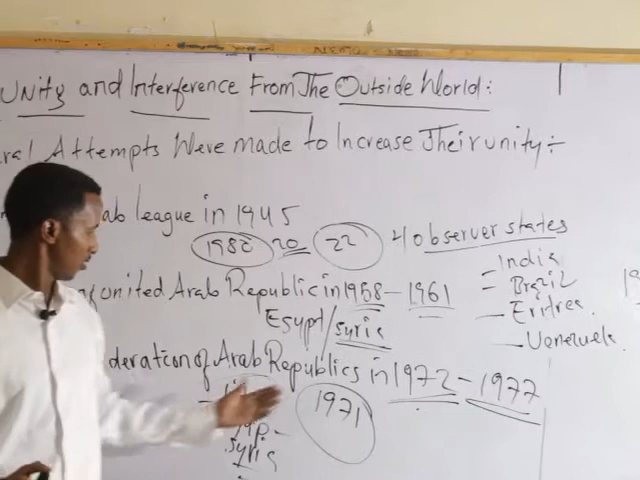 UNity and Interference From The Outside World:
ral Attempts Were made to Increase Their unity:-
ab league in 1945
1980 20 22 4 observer states
India
united Arab Republic in 1958 - 1961 = Brazil
Egypt/syria - Eritrea.
- Venezuela.
deration of Arab Republics in 1972 - 1977
1971
syria